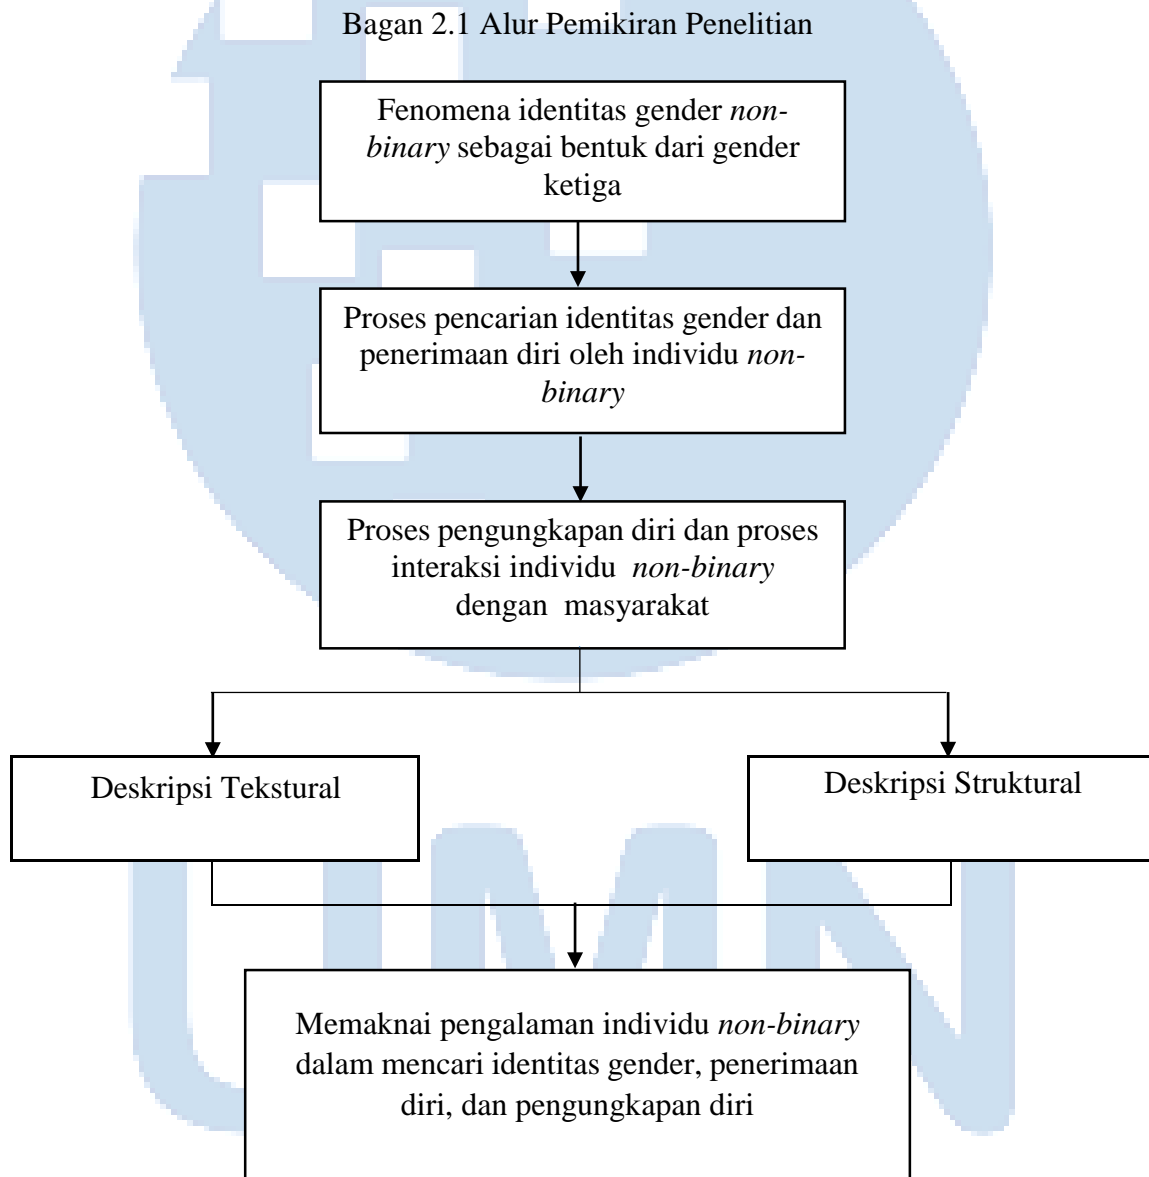 Bagan 2.1 Alur Pemikiran Penelitian
Fenomena identitas gender non-
binary sebagai bentuk dari gender
ketiga
Proses pencarian identitas gender dan
penerimaan diri oleh individu non-
binary
Proses pengungkapan diri dan proses
interaksi individu non-binary
dengan masyarakat
Deskripsi Tekstural
Deskripsi Struktural
Memaknai pengalaman individu non-binary
dalam mencari identitas gender, penerimaan
diri, dan pengungkapan diri
UMN